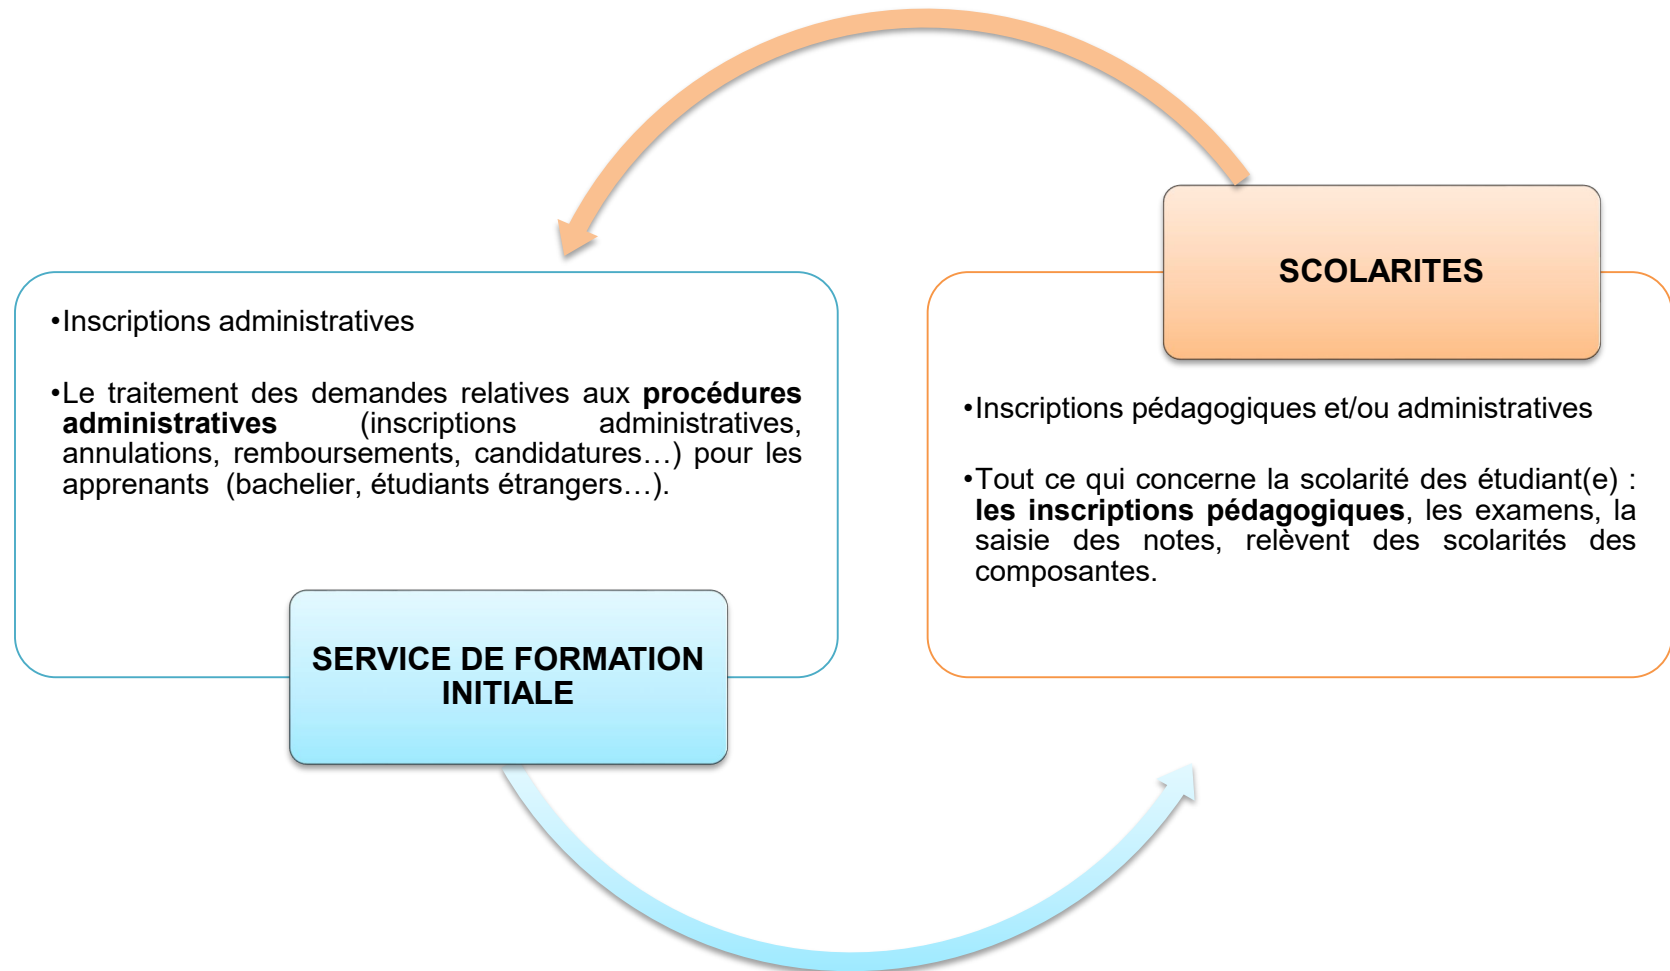 •Inscriptions administratives
•Le traitement des demandes relatives aux procédures
administratives (inscriptions administratives,
annulations, remboursements, candidatures…) pour les
apprenants (bachelier, étudiants étrangers…).
SERVICE DE FORMATION
INITIALE
SCOLARITES
•Inscriptions pédagogiques et/ou administratives
•Tout ce qui concerne la scolarité des étudiant(e) :
les inscriptions pédagogiques, les examens, la
saisie des notes, relèvent des scolarités des
composantes.